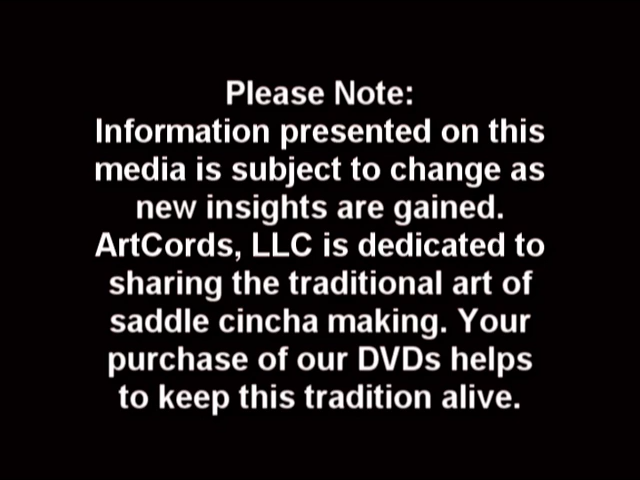 Please Note:
Information presented on this
media is subject to change as
new insights are gained.
ArtCords, LLC is dedicated to
sharing the traditional art of
saddle cincha making. Your
purchase of our DVDs helps
to keep this tradition alive.